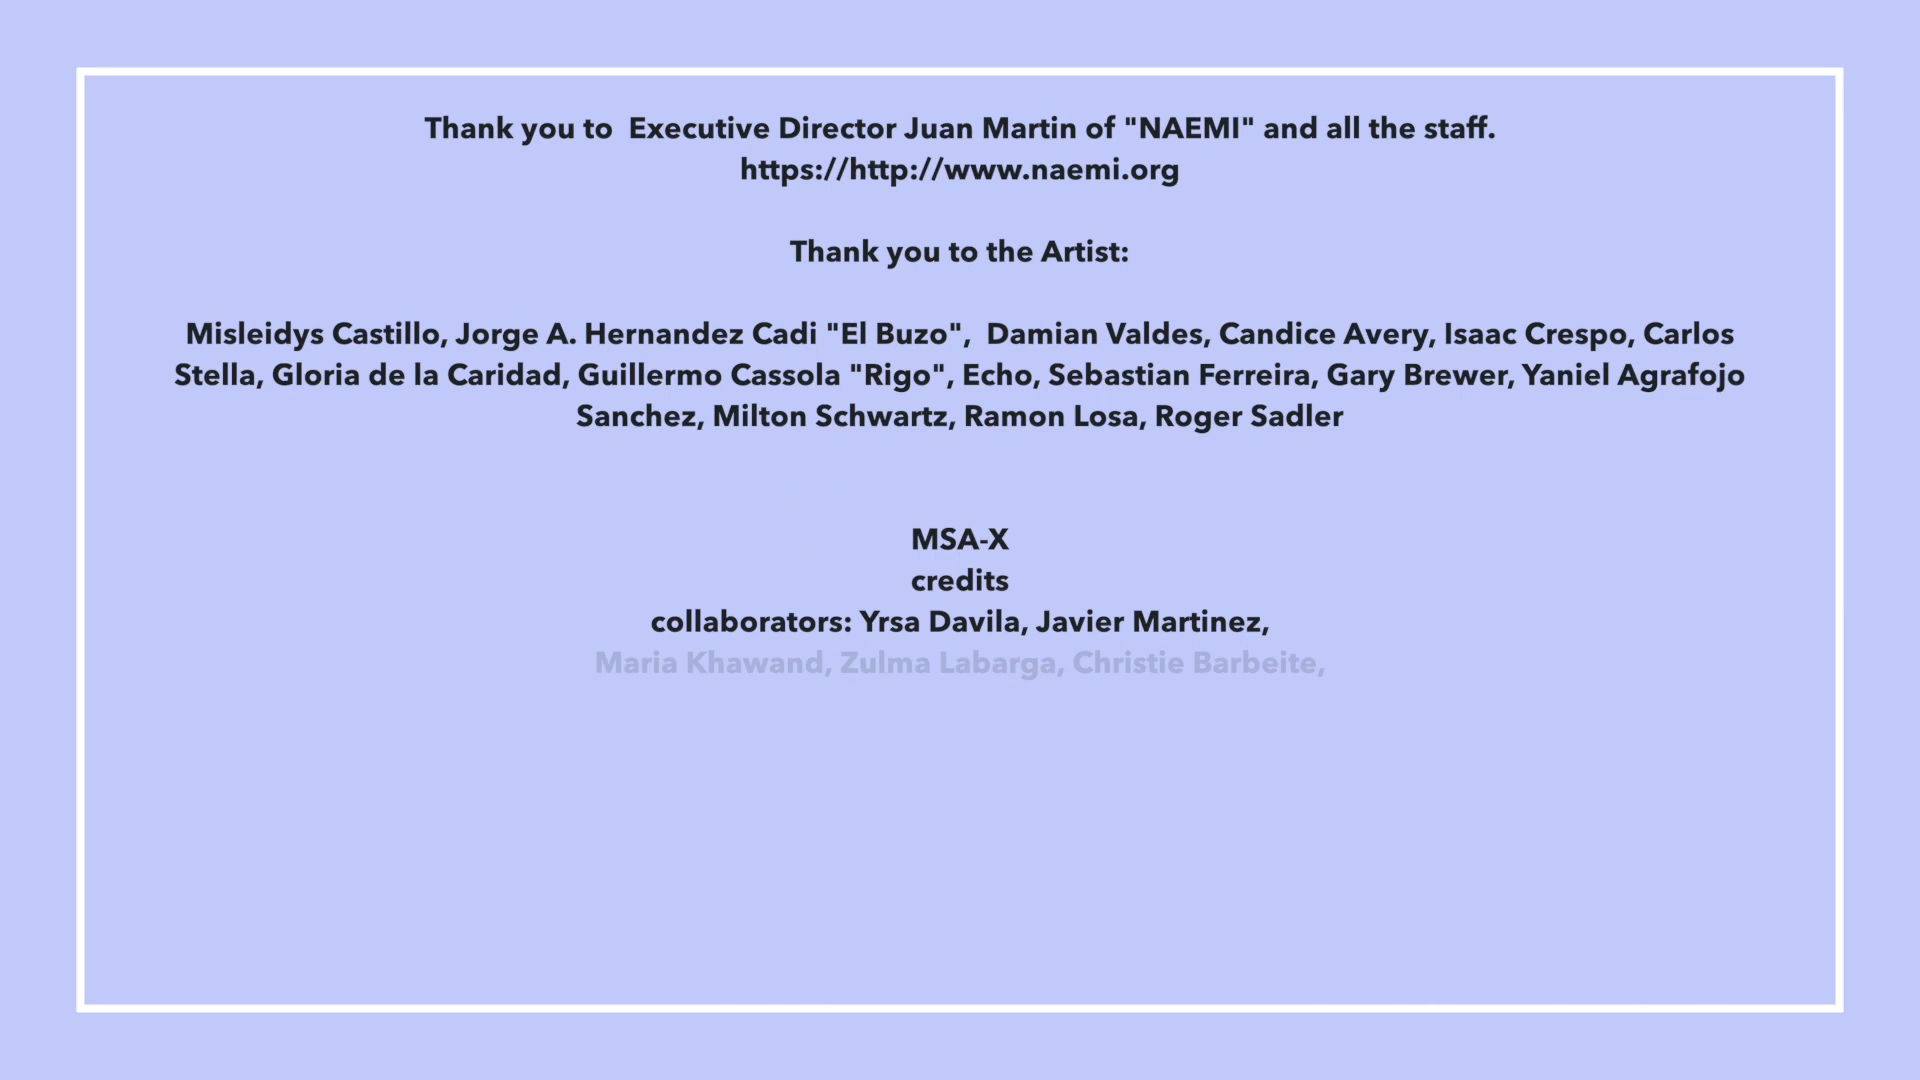 Thank you to  Executive Director Juan Martin of "NAEMI" and all the staff.
https://http://www.naemi.org
Thank you to the Artist:
Misleidys Castillo, Jorge A. Hernandez Cadi "El Buzo",  Damian Valdes, Candice Avery, Isaac Crespo, Carlos
Stella, Gloria de la Caridad, Guillermo Cassola "Rigo", Echo, Sebastian Ferreira, Gary Brewer, Yaniel Agrafojo
Sanchez, Milton Schwartz, Ramon Losa, Roger Sadler
MSA-X
credits
collaborators: Yrsa Davila, Javier Martinez,
Maria Khawand, Zulma Labarga, Christie Barbeite,